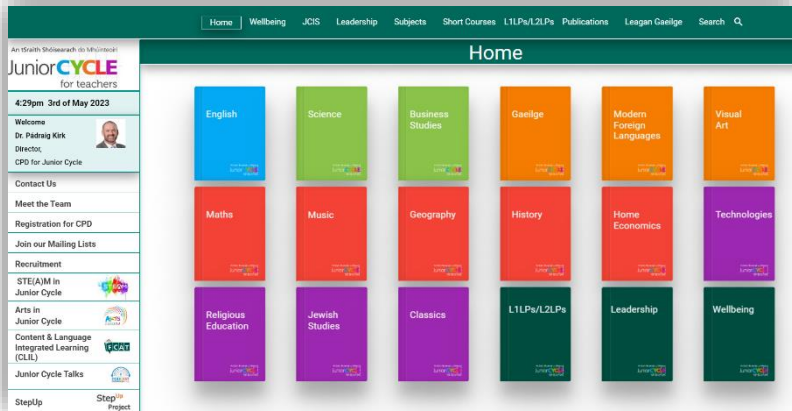 Home Wellbeing JCIS Leadership Subjects Short Courses L1LPs/L2LPs Publications Leagan Gaeilge Search
An tSraith Shóisearach do Mhúinteoirí
JuniorCYCLE
for teachers
Home
4:29pm 3rd of May 2023
Welcome
Dr. Pádraig Kirk
Director,
CPD for Junior Cycle
Contact Us
Meet the Team
Registration for CPD
Join our Mailing Lists
Recruitment
STE(A)M in
Junior Cycle
Arts in
Junior Cycle
Content & Language
Integrated Learning
(CLIL)
Junior Cycle Talks
StepUp
StepUp
Project
English
Science
Business
Studies
Gaeilge
Modern
Foreign
Languages
Visual
Art
Maths
Music
Geography
History
Home
Economics
Technologies
Religious
Education
Jewish
Studies
Classics
L1LPs/L2LPs
Leadership
Wellbeing